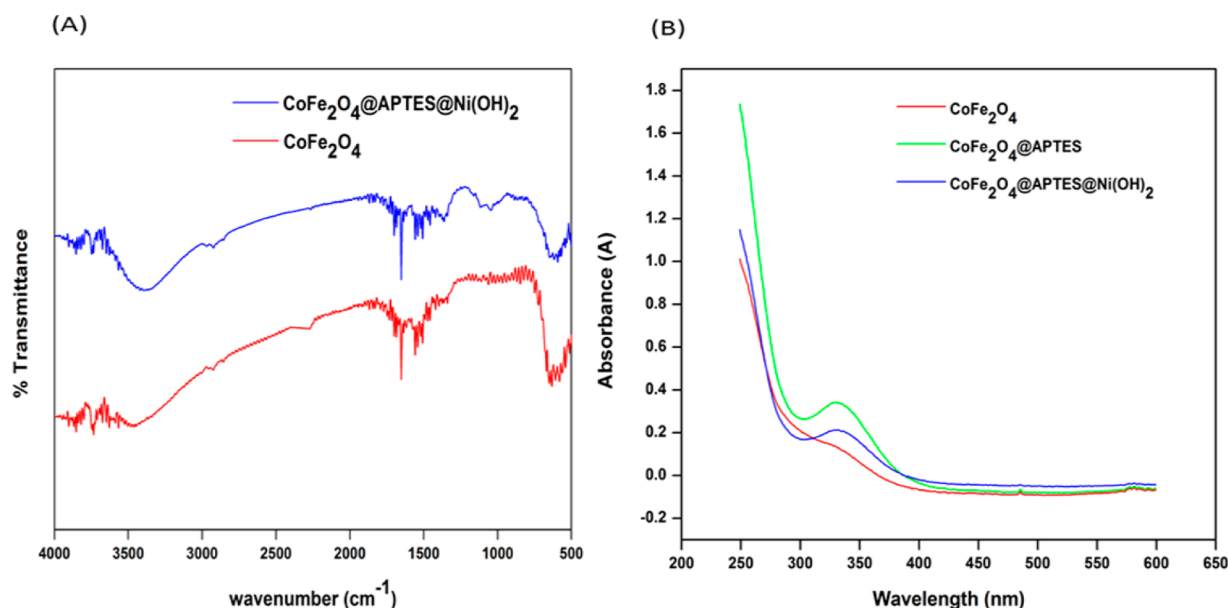 (A)
CoFe2O4@APTES@Ni(OH)2
CoFe2O4
% Transmittance
4000 3500 3000 2500 2000 1500 1000 500
wavenumber (cm-1)
(B)
1.8
1.6
1.4
1.2
1.0
0.8
0.6
0.4
0.2
0.0
-0.2
CoFe2O4
CoFe2O4@APTES
CoFe2O4@APTES@Ni(OH)2
Absorbance (A)
200 250 300 350 400 450 500 550 600 650
Wavelength (nm)